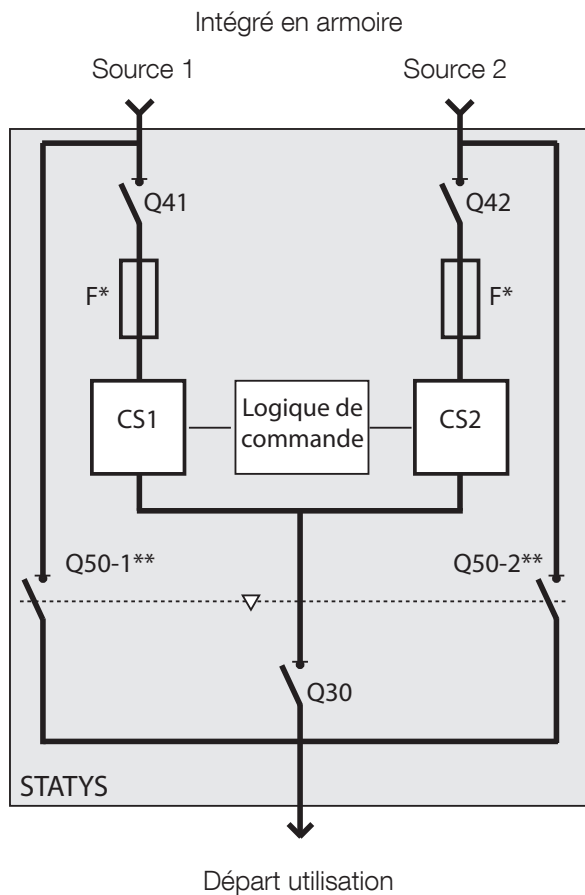 Intégré en armoire
Source 1
Source 2
Q41
Q42
F*
F*
CS1
Logique de
commande
CS2
Q50-1**
Q50-2**
Q30
STATYS
Départ utilisation